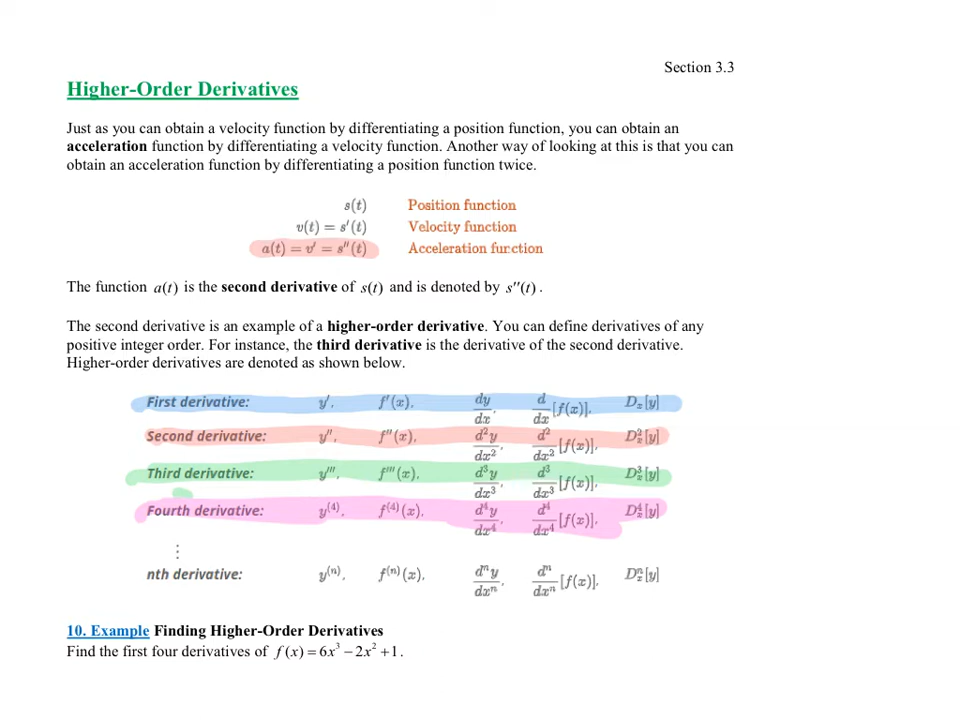 Section 3.3
Higher-Order Derivatives
Just as you can obtain a velocity function by differentiating a position function, you can obtain an
acceleration function by differentiating a velocity function. Another way of looking at this is that you can
obtain an acceleration function by differentiating a position function twice.
s(t) Position function
v(t) = s′(t) Velocity function
a(t) = v′ = s″(t) Acceleration function
The function a(t) is the second derivative of s(t) and is denoted by s″(t).
The second derivative is an example of a higher-order derivative. You can define derivatives of any
positive integer order. For instance, the third derivative is the derivative of the second derivative.
Higher-order derivatives are denoted as shown below.
First derivative: y′, f′(x), dy/dx, d/dx [f(x)], Dₓ[y]
Second derivative: y″, f″(x), d²y/dx², d²/dx² [f(x)], Dₓ²[y]
Third derivative: y‴, f‴(x), d³y/dx³, d³/dx³ [f(x)], Dₓ³[y]
Fourth derivative: y⁽⁴⁾, f⁽⁴⁾(x), d⁴y/dx⁴, d⁴/dx⁴ [f(x)], Dₓ⁴[y]
⋮
nth derivative: y⁽ⁿ⁾, f⁽ⁿ⁾(x), dⁿy/dxⁿ, dⁿ/dxⁿ [f(x)], Dₓⁿ[y]
10. Example Finding Higher-Order Derivatives
Find the first four derivatives of f(x) = 6x³ − 2x² + 1.